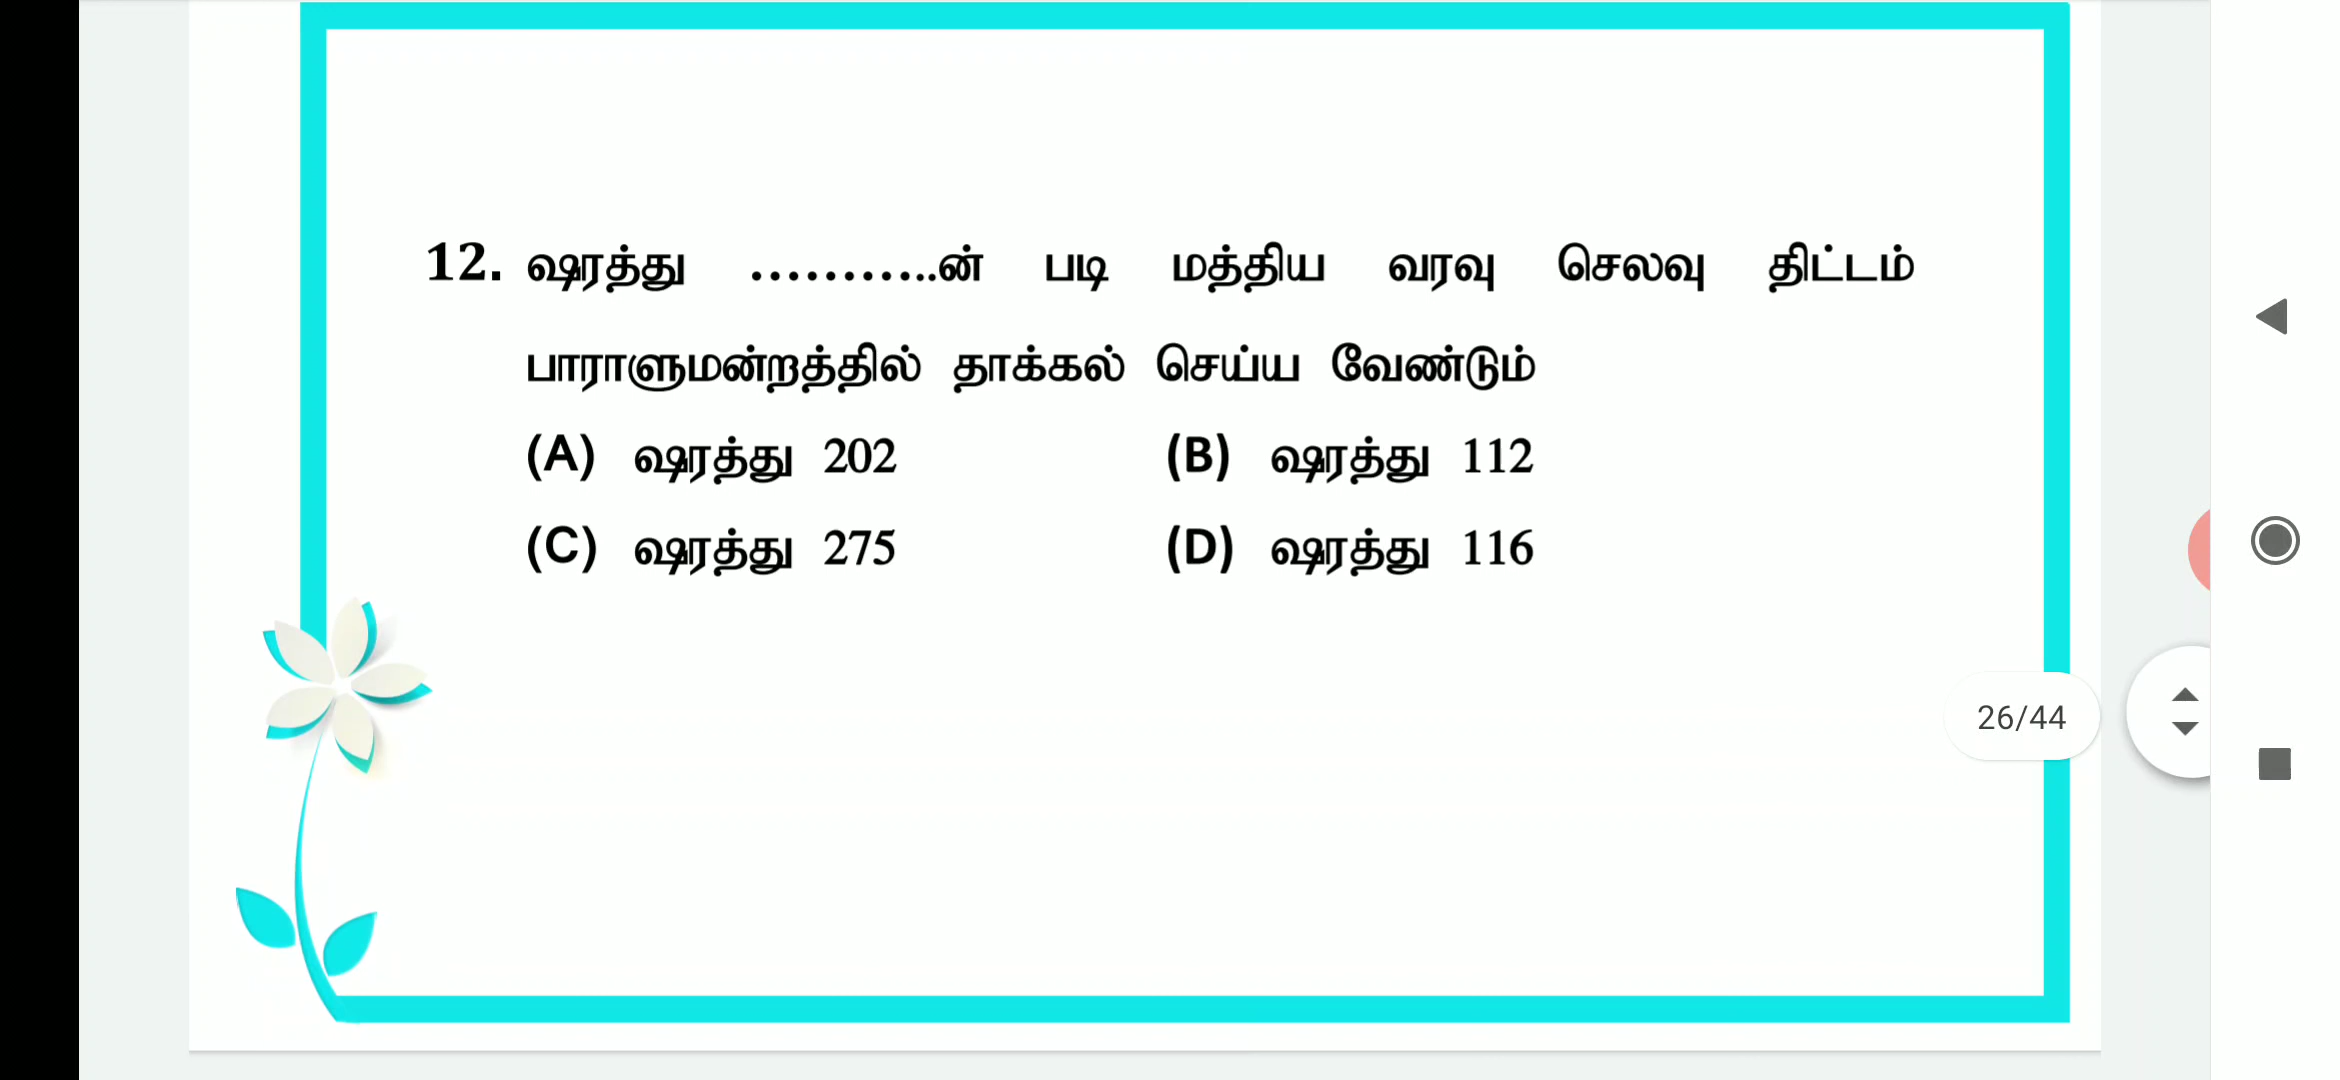 12. ஷரத்து ………..ன் படி மத்திய வரவு செலவு திட்டம்
பாராளுமன்றத்தில் தாக்கல் செய்ய வேண்டும்
(A) ஷரத்து 202 (B) ஷரத்து 112
(C) ஷரத்து 275 (D) ஷரத்து 116
26/44